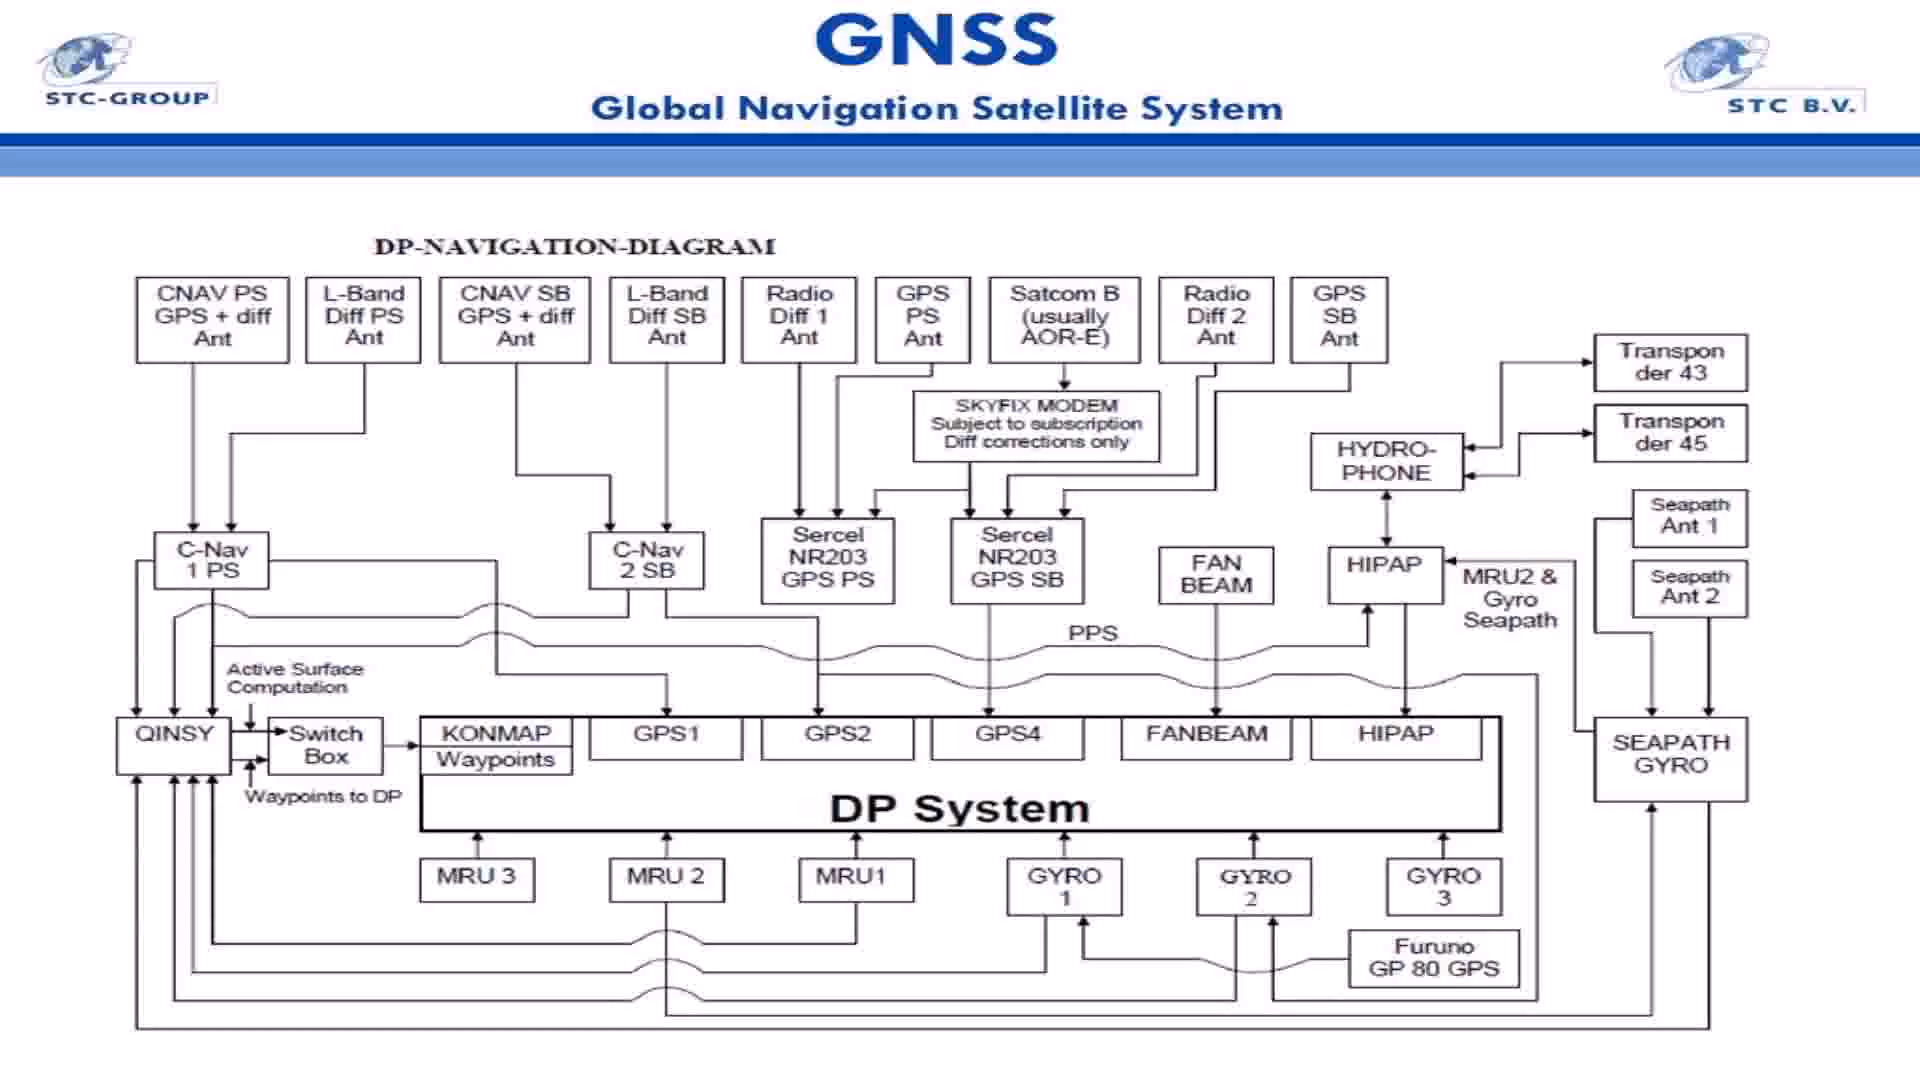 GNSS
Global Navigation Satellite System
STC-GROUP
STC B.V.
DP-NAVIGATION-DIAGRAM
CNAV PS
GPS + diff
Ant
L-Band
Diff PS
Ant
CNAV SB
GPS + diff
Ant
L-Band
Diff SB
Ant
Radio
Diff 1
Ant
GPS
PS
Ant
Satcom B
(usually
AOR-E)
Radio
Diff 2
Ant
GPS
SB
Ant
Transpon
der 43
SKYFIX MODEM
Subject to subscription
Diff corrections only
Transpon
der 45
HYDRO-
PHONE
Seapath
Ant 1
C-Nav
1 PS
C-Nav
2 SB
Sercel
NR203
GPS PS
Sercel
NR203
GPS SB
FAN
BEAM
HIPAP
MRU2 &
Gyro
Seapath
Seapath
Ant 2
PPS
Active Surface
Computation
QINSY
Switch
Box
KONMAP
Waypoints
GPS1
GPS2
GPS4
FANBEAM
HIPAP
SEAPATH
GYRO
Waypoints to DP
DP System
MRU 3
MRU 2
MRU1
GYRO
1
GYRO
2
GYRO
3
Furuno
GP 80 GPS